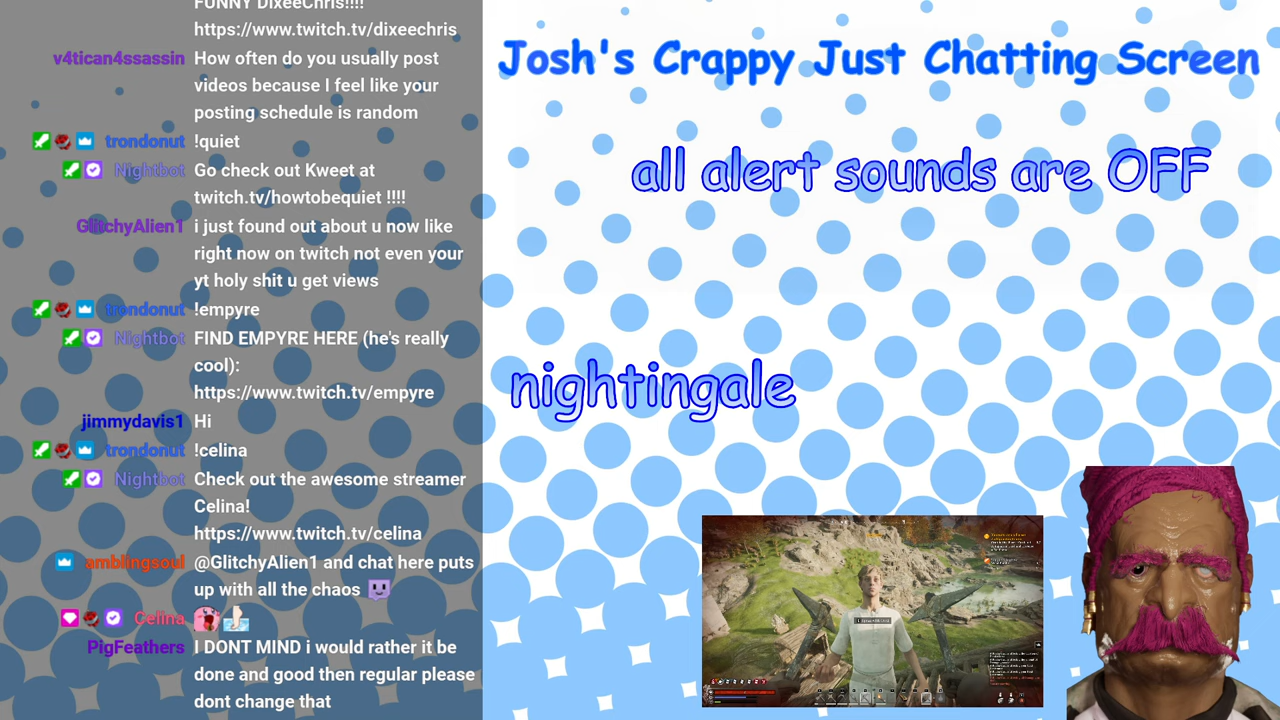 FUNNY DixeeChris!!!!
https://www.twitch.tv/dixeechris
v4tican4ssassin How often do you usually post
videos because I feel like your
posting schedule is random
trondonut !quiet
Nightbot Go check out Kweet at
twitch.tv/howtobequiet !!!!
GlitchyAlien1 i just found out about u now like
right now on twitch not even your
yt holy shit u get views
trondonut !empyre
Nightbot FIND EMPYRE HERE (he's really
cool):
https://www.twitch.tv/empyre
jimmydavis1 Hi
trondonut !celina
Nightbot Check out the awesome streamer
Celina!
https://www.twitch.tv/celina
amblingsoul @GlitchyAlien1 and chat here puts
up with all the chaos
Celina
PigFeathers I DONT MIND i would rather it be
done and good then regular please
dont change that
Josh's Crappy Just Chatting Screen
all alert sounds are OFF
nightingale